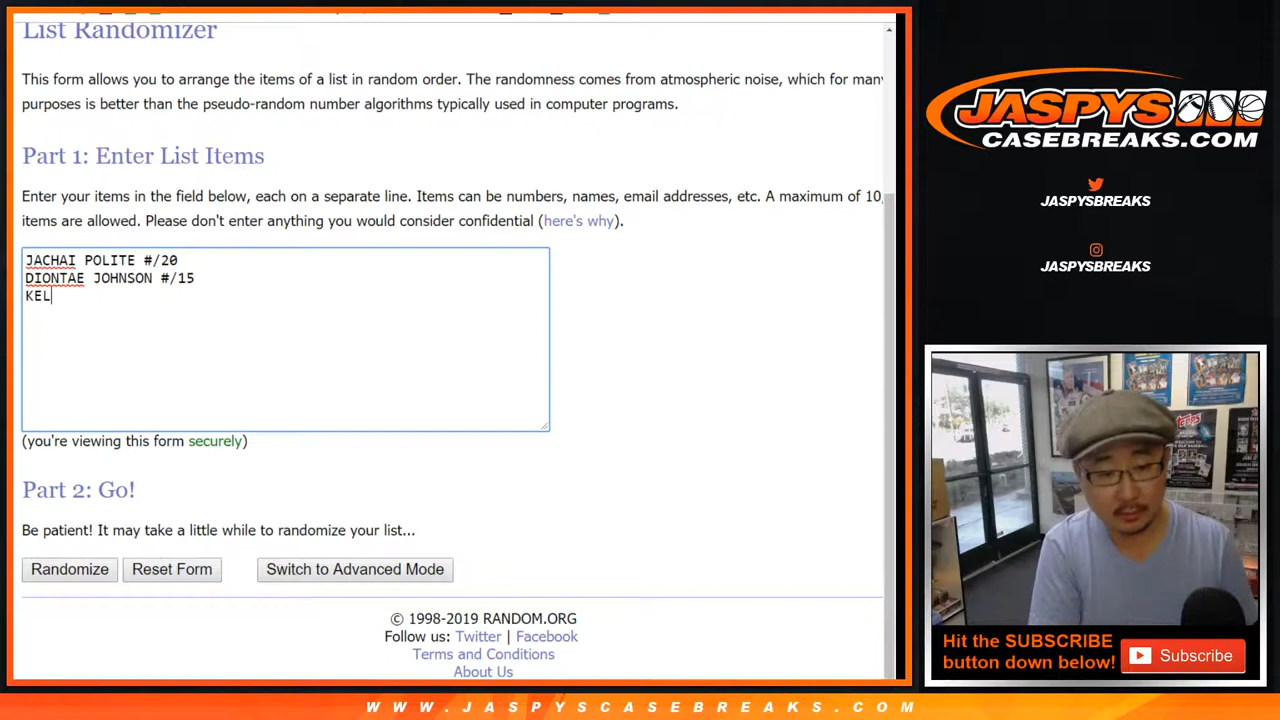 List Randomizer
This form allows you to arrange the items of a list in random order. The randomness comes from atmospheric noise, which for man
purposes is better than the pseudo-random number algorithms typically used in computer programs.
Part 1: Enter List Items
Enter your items in the field below, each on a separate line. Items can be numbers, names, email addresses, etc. A maximum of 10,
items are allowed. Please don't enter anything you would consider confidential (here's why).
JACHAI POLITE #/20
DIONTAE JOHNSON #/15
KEL
(you're viewing this form securely)
Part 2: Go!
Be patient! It may take a little while to randomize your list...
Randomize
Reset Form
Switch to Advanced Mode
© 1998-2019 RANDOM.ORG
Follow us: Twitter | Facebook
Terms and Conditions
About Us
JASPYS
CASEBREAKS.COM
JASPYSBREAKS
JASPYSBREAKS
Topps
Hit the SUBSCRIBE
button down below!
Subscribe
WWW.JASPYSCASEBREAKS.COM